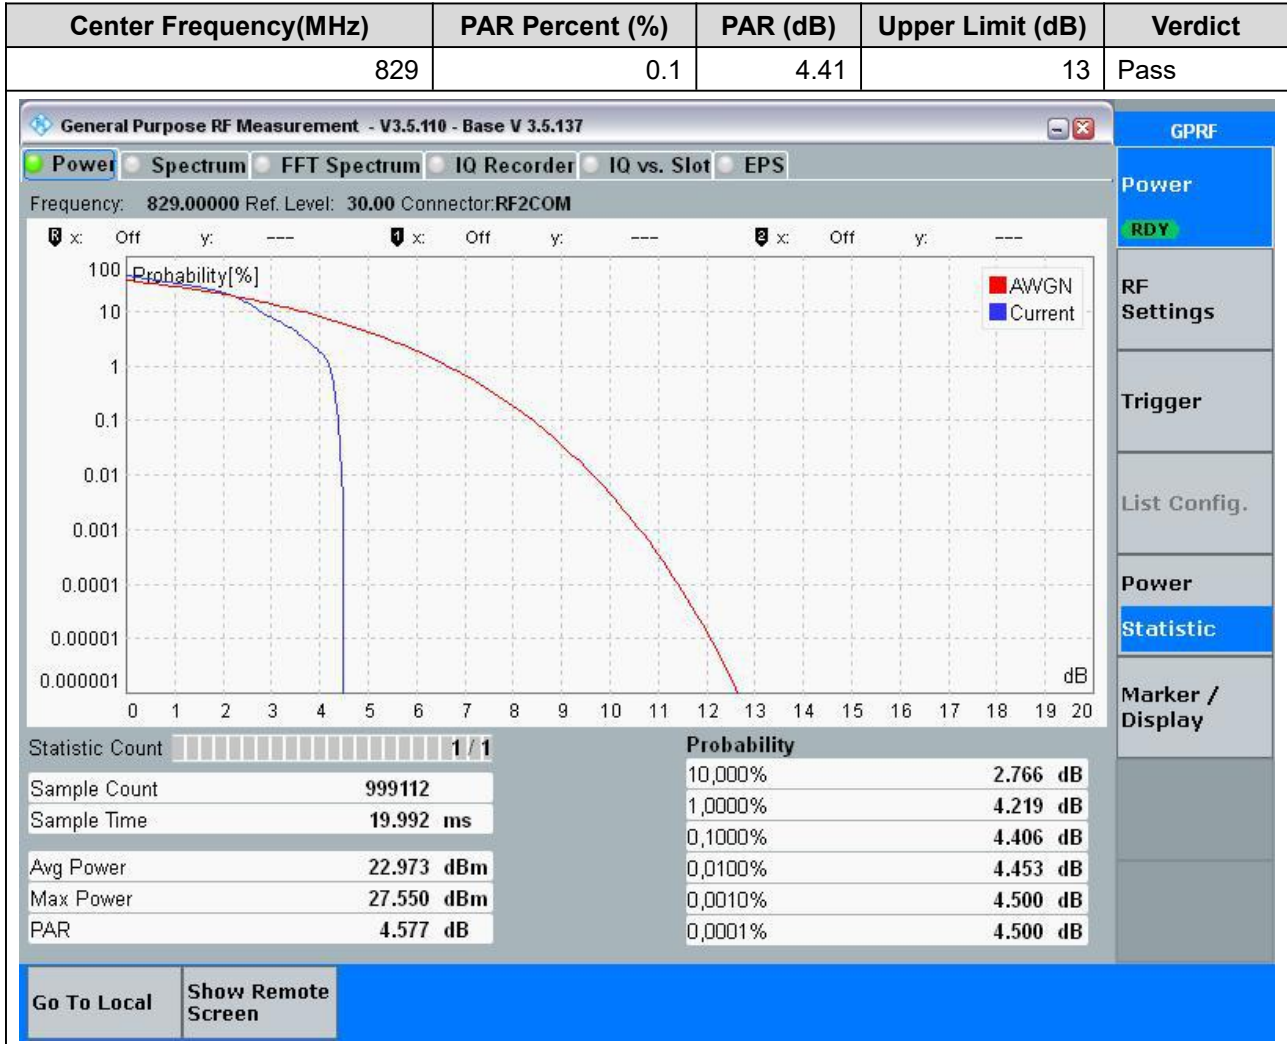 Center Frequency(MHz) PAR Percent (%) PAR (dB) Upper Limit (dB) Verdict
829 0.1 4.41 13 Pass
General Purpose RF Measurement - V3.5.110 - Base V 3.5.137
GPRF
Power Spectrum FFT Spectrum IQ Recorder IQ vs. Slot EPS
Frequency: 829.00000 Ref. Level: 30.00 Connector:RF2COM
R x: Off y: --- 1 x: Off y: --- 2 x: Off y: ---
Probability[%]
AWGN
Current
100
10
1
0.1
0.01
0.001
0.0001
0.00001
0.000001
dB
0 1 2 3 4 5 6 7 8 9 10 11 12 13 14 15 16 17 18 19 20
Statistic Count 1 / 1
Sample Count 999112
Sample Time 19.992 ms
Avg Power 22.973 dBm
Max Power 27.550 dBm
PAR 4.577 dB
Probability
10,000% 2.766 dB
1,0000% 4.219 dB
0,1000% 4.406 dB
0,0100% 4.453 dB
0,0010% 4.500 dB
0,0001% 4.500 dB
Power
RDY
RF
Settings
Trigger
List Config.
Power
Statistic
Marker /
Display
Go To Local
Show Remote
Screen